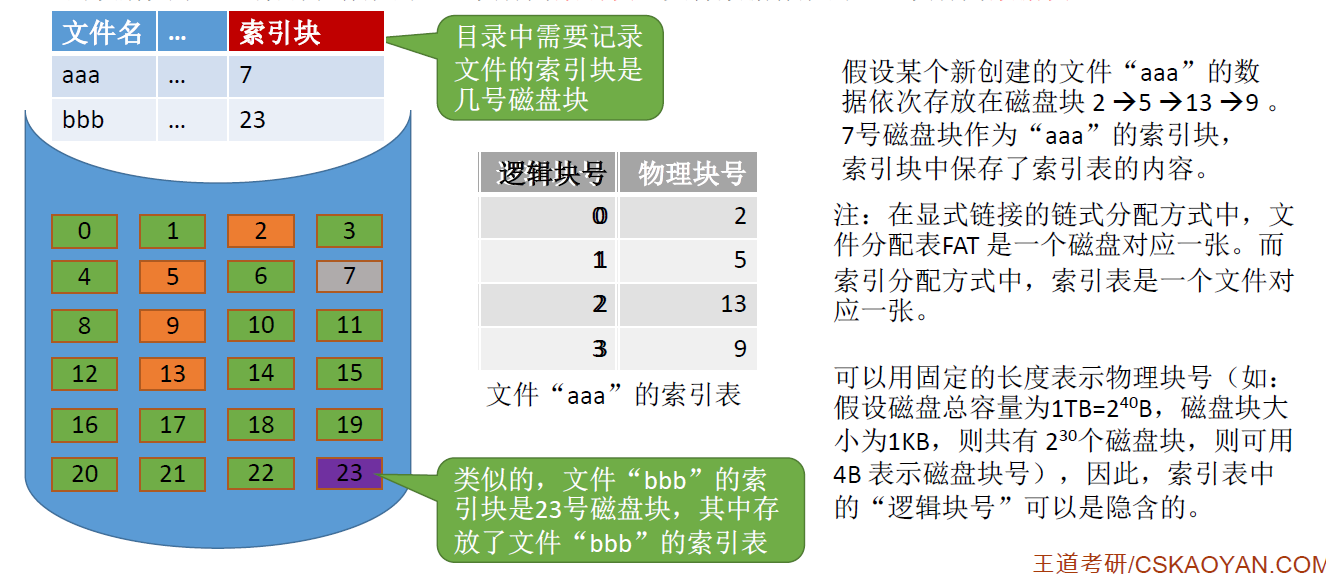 文件名 … 索引块
aaa … 7
bbb … 23
目录中需要记录
文件的索引块是
几号磁盘块
0 1 2 3
4 5 6 7
8 9 10 11
12 13 14 15
16 17 18 19
20 21 22 23
逻辑块号 物理块号
0 2
1 5
2 13
3 9
文件“aaa”的索引表
类似的，文件“bbb”的索
引块是23号磁盘块，其中存
放了文件“bbb”的索引表
假设某个新创建的文件“aaa”的数
据依次存放在磁盘块 2 →5 →13 →9 。
7号磁盘块作为“aaa”的索引块，
索引块中保存了索引表的内容。
注：在显式链接的链式分配方式中，文
件分配表FAT 是一个磁盘对应一张。而
索引分配方式中，索引表是一个文件对
应一张。
可以用固定的长度表示物理块号（如：
假设磁盘总容量为1TB=2⁴⁰B，磁盘块大
小为1KB，则共有 2³⁰个磁盘块，则可用
4B 表示磁盘块号），因此，索引表中
的“逻辑块号”可以是隐含的。
王道考研/CSKAOYAN.COM